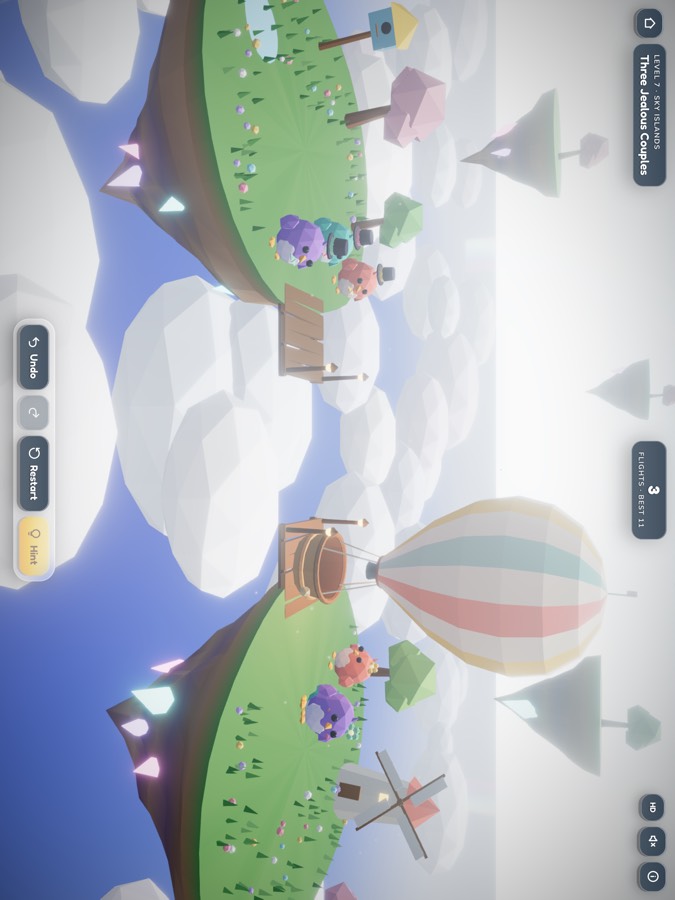 LEVEL 7 · SKY ISLANDS
Three Jealous Couples
3
FLIGHTS · BEST 11
HD
Undo
Restart
Hint